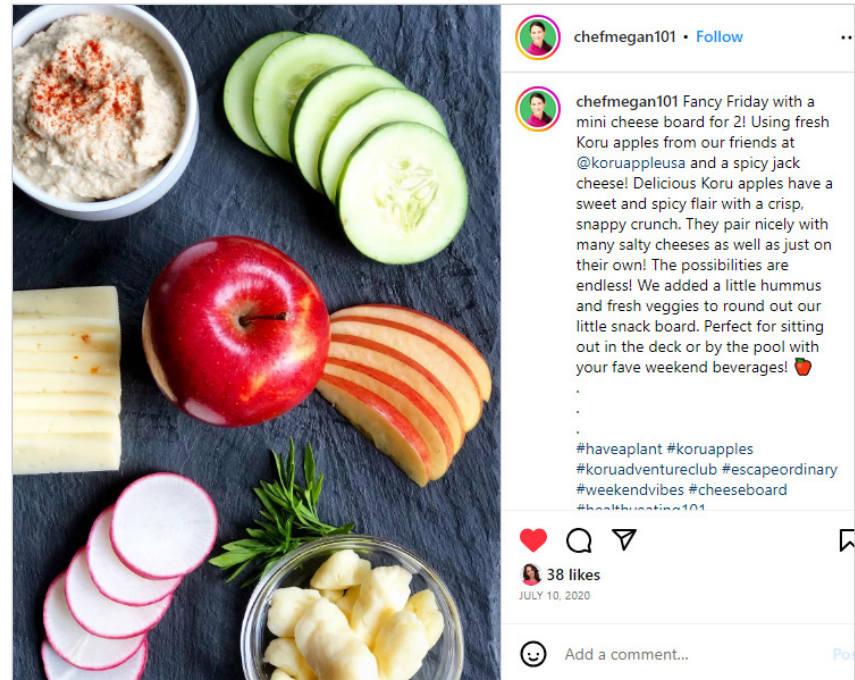 chefmegan101 • Follow
chefmegan101 Fancy Friday with a
mini cheese board for 2! Using fresh
Koru apples from our friends at
@koruappleusa and a spicy jack
cheese! Delicious Koru apples have a
sweet and spicy flair with a crisp,
snappy crunch. They pair nicely with
many salty cheeses as well as just on
their own! The possibilities are
endless! We added a little hummus
and fresh veggies to round out our
little snack board. Perfect for sitting
out in the deck or by the pool with
your fave weekend beverages!
.
.
.
#haveaplant #koruapples
#koruadventureclub #escapeordinary
#weekendvibes #cheeseboard
#healthyeating101
38 likes
JULY 10, 2020
Add a comment...